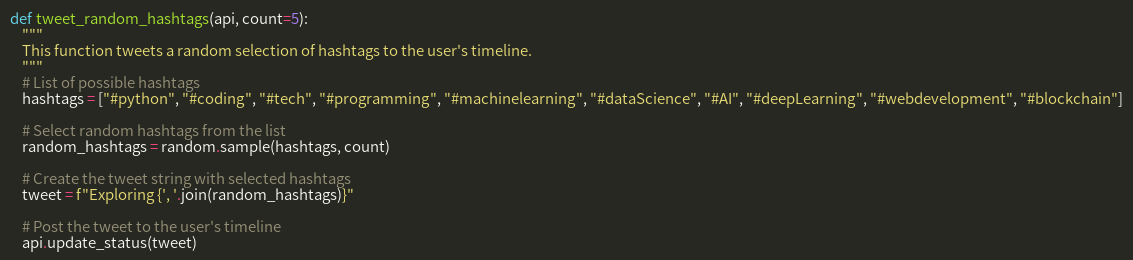 def tweet_random_hashtags(api, count=5):
"""
This function tweets a random selection of hashtags to the user's timeline.
"""
# List of possible hashtags
hashtags = ["#python", "#coding", "#tech", "#programming", "#machinelearning", "#dataScience", "#AI", "#deepLearning", "#webdevelopment", "#blockchain"]
# Select random hashtags from the list
random_hashtags = random.sample(hashtags, count)
# Create the tweet string with selected hashtags
tweet = f"Exploring {', '.join(random_hashtags)}"
# Post the tweet to the user's timeline
api.update_status(tweet)